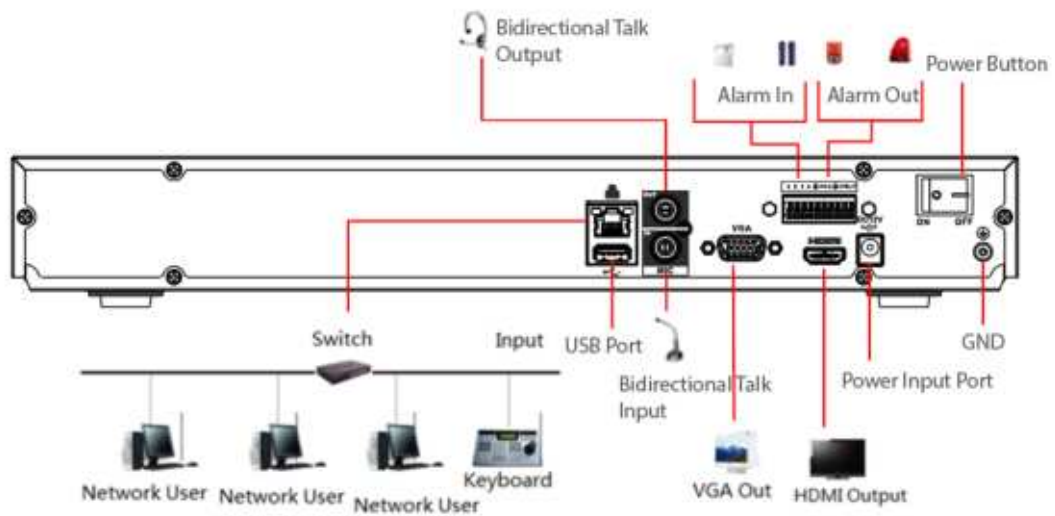 Bidirectional Talk
Output
Alarm In
Alarm Out
Power Button
VGA
HDMI
ON
OFF
Switch
Input
USB Port
Bidirectional Talk
Input
GND
Power Input Port
Network User
Network User
Network User
Keyboard
VGA Out
HDMI Output